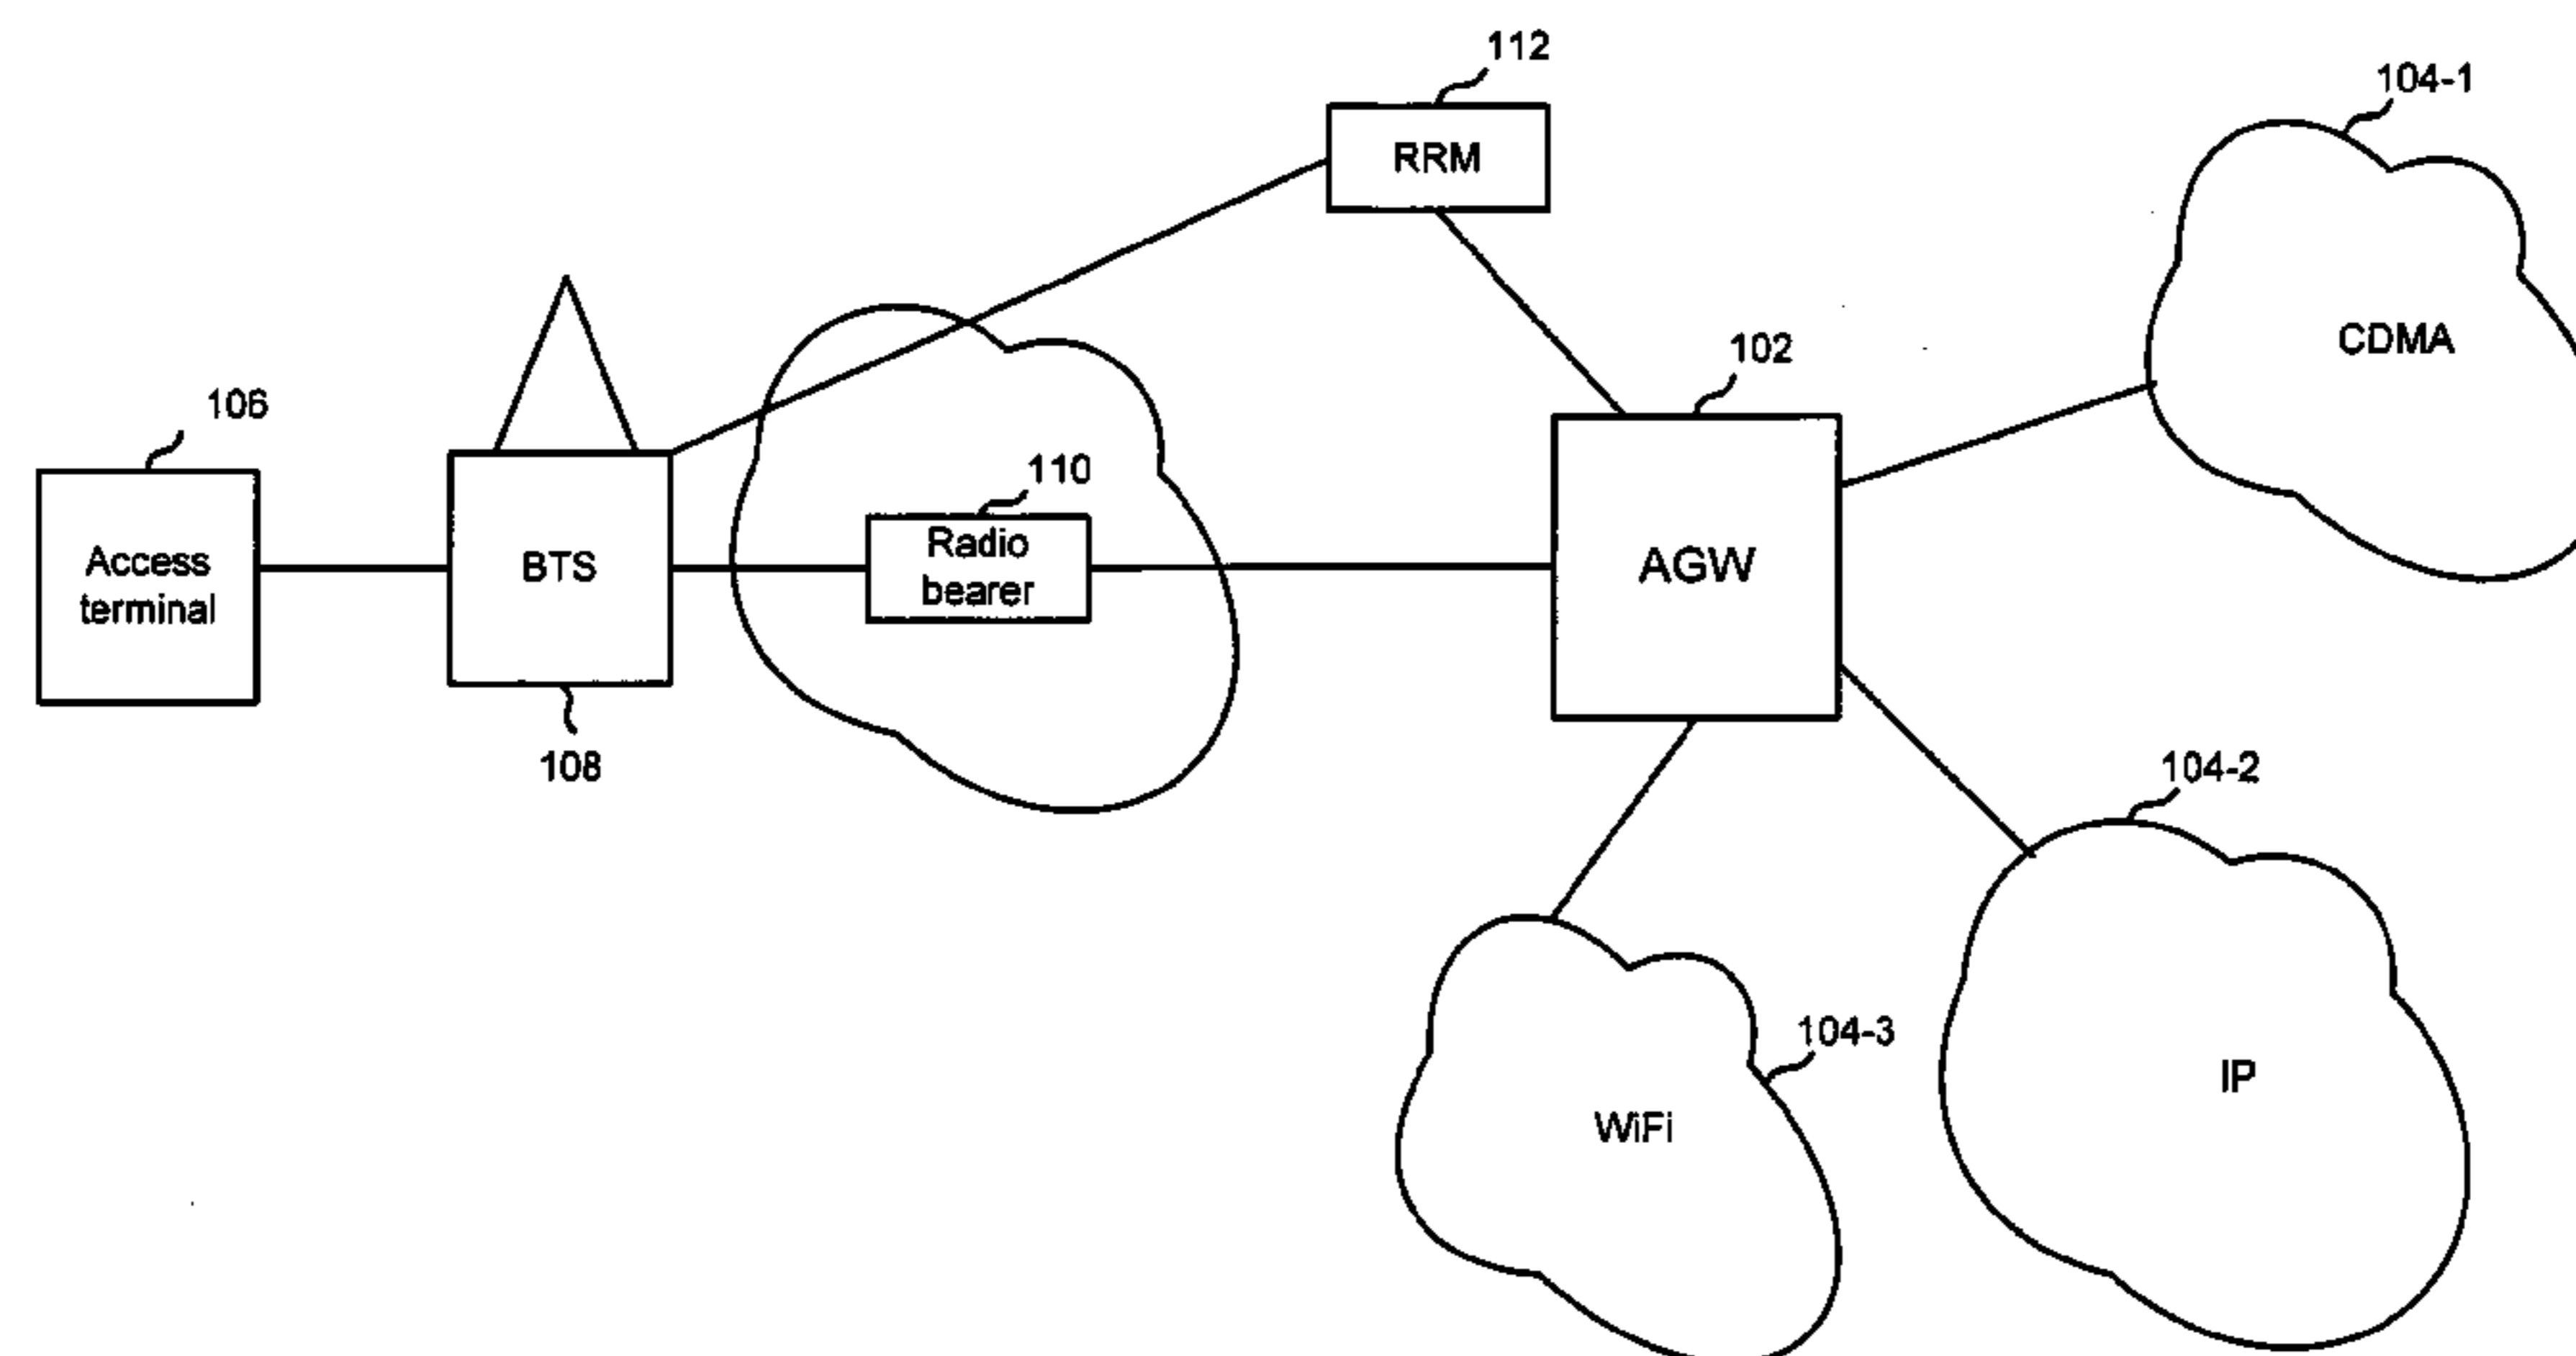 112
RRM
104-1
CDMA
102
AGW
106
Access
terminal
BTS
108
110
Radio
bearer
104-2
IP
104-3
WiFi